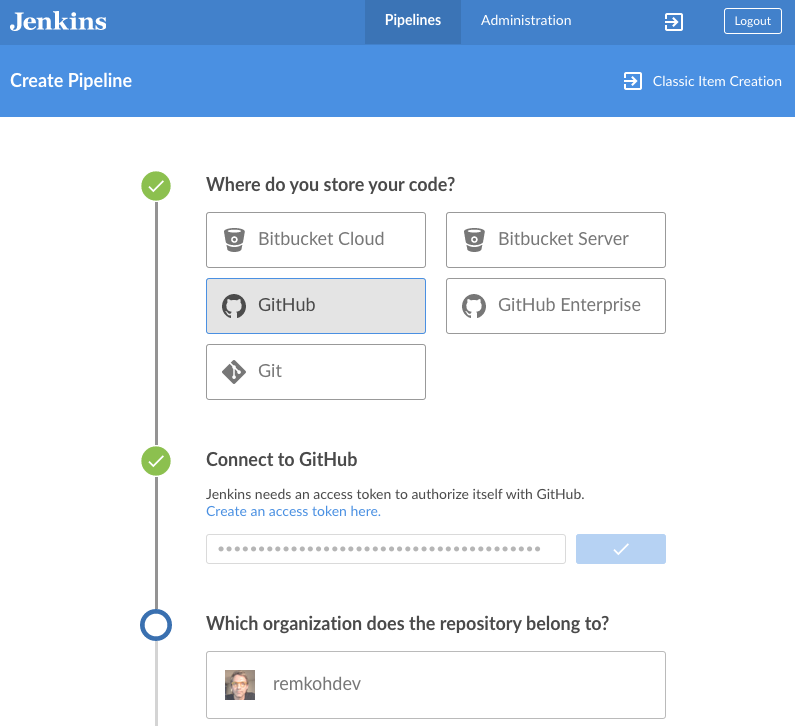 Jenkins
Pipelines
Administration
Logout
Create Pipeline
Classic Item Creation
Where do you store your code?
Bitbucket Cloud
Bitbucket Server
GitHub
GitHub Enterprise
Git
Connect to GitHub
Jenkins needs an access token to authorize itself with GitHub.
Create an access token here.
Which organization does the repository belong to?
remkohdev